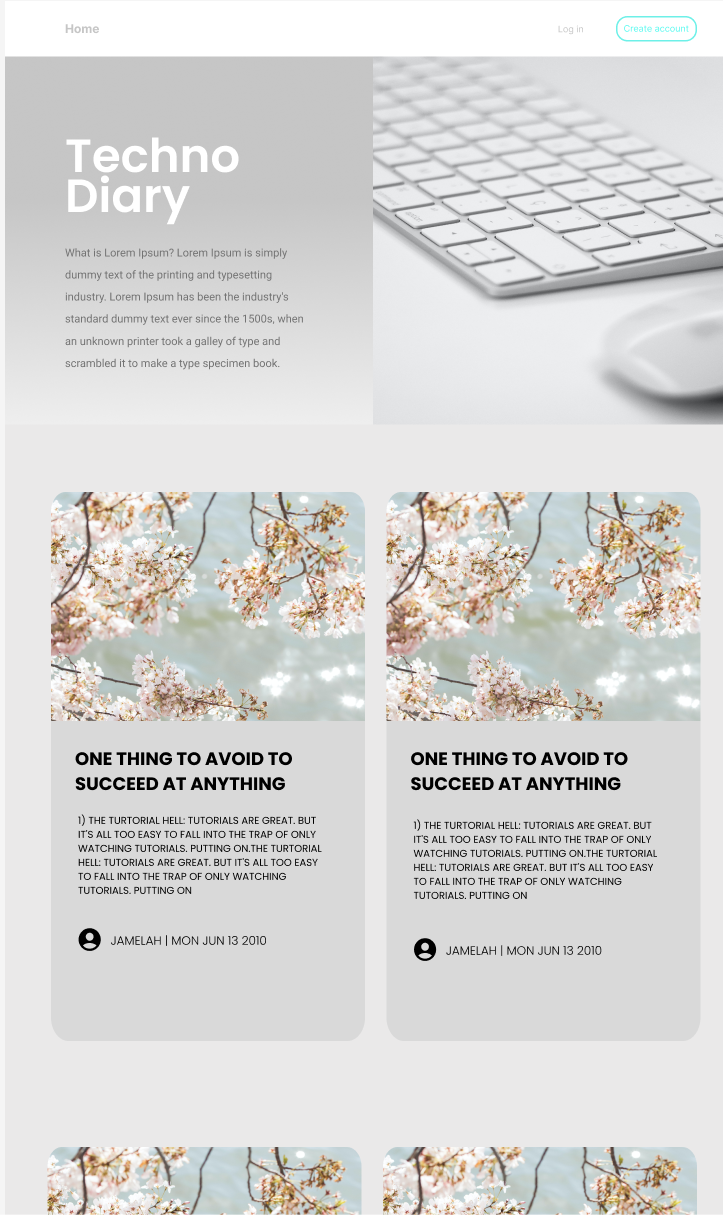 Home
Log in
Create account
Techno
Diary
What is Lorem Ipsum? Lorem Ipsum is simply
dummy text of the printing and typesetting
industry. Lorem Ipsum has been the industry's
standard dummy text ever since the 1500s, when
an unknown printer took a galley of type and
scrambled it to make a type specimen book.
ONE THING TO AVOID TO
SUCCEED AT ANYTHING
1) THE TURTORIAL HELL: TUTORIALS ARE GREAT. BUT
IT'S ALL TOO EASY TO FALL INTO THE TRAP OF ONLY
WATCHING TUTORIALS. PUTTING ON.THE TURTORIAL
HELL: TUTORIALS ARE GREAT. BUT IT'S ALL TOO EASY
TO FALL INTO THE TRAP OF ONLY WATCHING
TUTORIALS. PUTTING ON
JAMELAH | MON JUN 13 2010
ONE THING TO AVOID TO
SUCCEED AT ANYTHING
1) THE TURTORIAL HELL: TUTORIALS ARE GREAT. BUT
IT'S ALL TOO EASY TO FALL INTO THE TRAP OF ONLY
WATCHING TUTORIALS. PUTTING ON.THE TURTORIAL
HELL: TUTORIALS ARE GREAT. BUT IT'S ALL TOO EASY
TO FALL INTO THE TRAP OF ONLY WATCHING
TUTORIALS. PUTTING ON
JAMELAH | MON JUN 13 2010